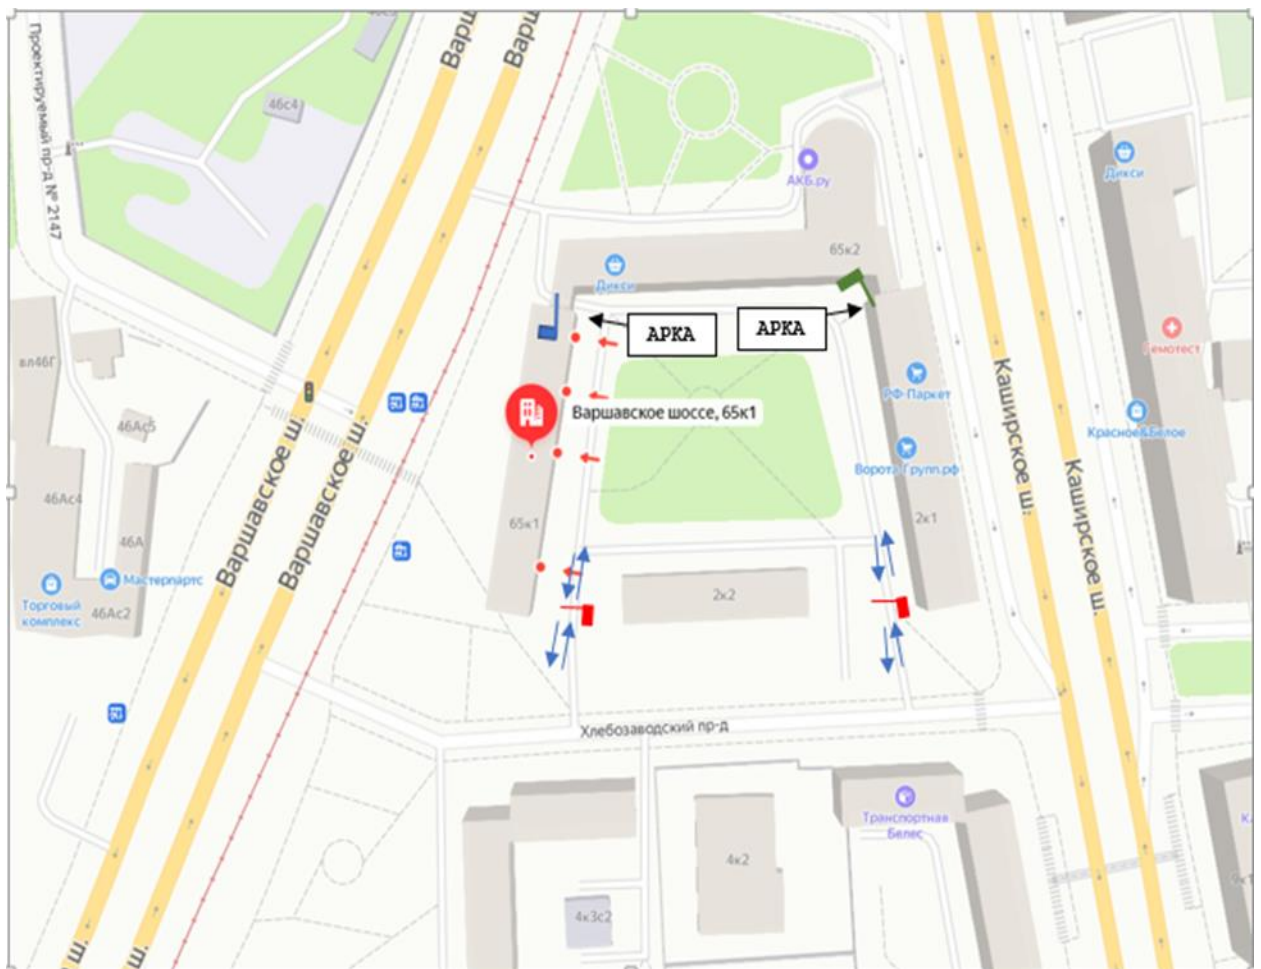 Проектируемый пр-д № 2147
Варш
Варш
46с4
АКБ.ру
Дикси
65к2
Дикси
АРКА
АРКА
вл46Г
Гемотест
РФ-Паркет
Варшавское шоссе, 65к1
46Ас5
Красное&Белое
Варшавское ш.
Варшавское ш.
Каширское ш.
Каширское ш.
Ворота-Групп.рф
46Ас4
65к1
2к1
46А
Мастерпартс
Торговый
комплекс
46Ас2
2к2
Хлебозаводский пр-д
Транспортная
Белес
4к2
4к3с2
ш.
ш.